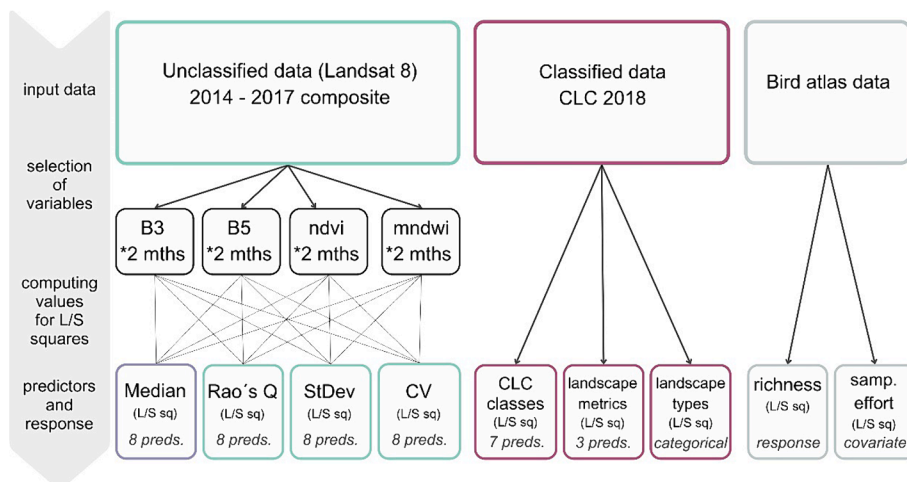 input data
Unclassified data (Landsat 8)
2014 - 2017 composite
Classified data
CLC 2018
Bird atlas data
selection
of
variables
B3
*2 mths
B5
*2 mths
ndvi
*2 mths
mndwi
*2 mths
computing
values
for L/S
squares
predictors
and
response
Median
(L/S sq)
8 preds.
Rao´s Q
(L/S sq)
8 preds.
StDev
(L/S sq)
8 preds.
CV
(L/S sq)
8 preds.
CLC
classes
(L/S sq)
7 preds.
landscape
metrics
(L/S sq)
3 preds.
landscape
types
(L/S sq)
categorical
richness
(L/S sq)
response
samp.
effort
(L/S sq)
covariate